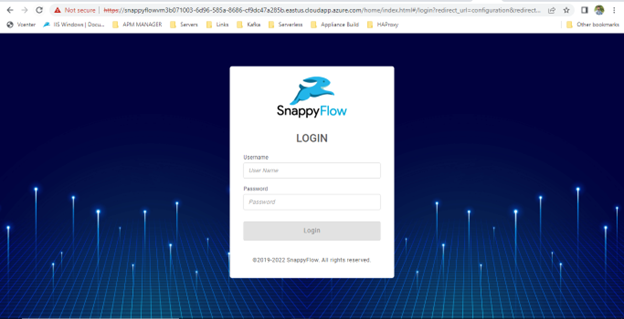 Not secure | https://snappyflowvm3b071003-6d96-585a-8686-cf9dc47a285b.eastus.cloudapp.azure.com/home/index.html#/login?redirect_url=configuration&redirect...
Vcenter IIS Windows | Docu... APM MANAGER Servers Links Kafka Serverless Appliance Build HAProxy Other bookmarks
SnappyFlow
LOGIN
Username
User Name
Password
Password
Login
©2019-2022 SnappyFlow. All rights reserved.